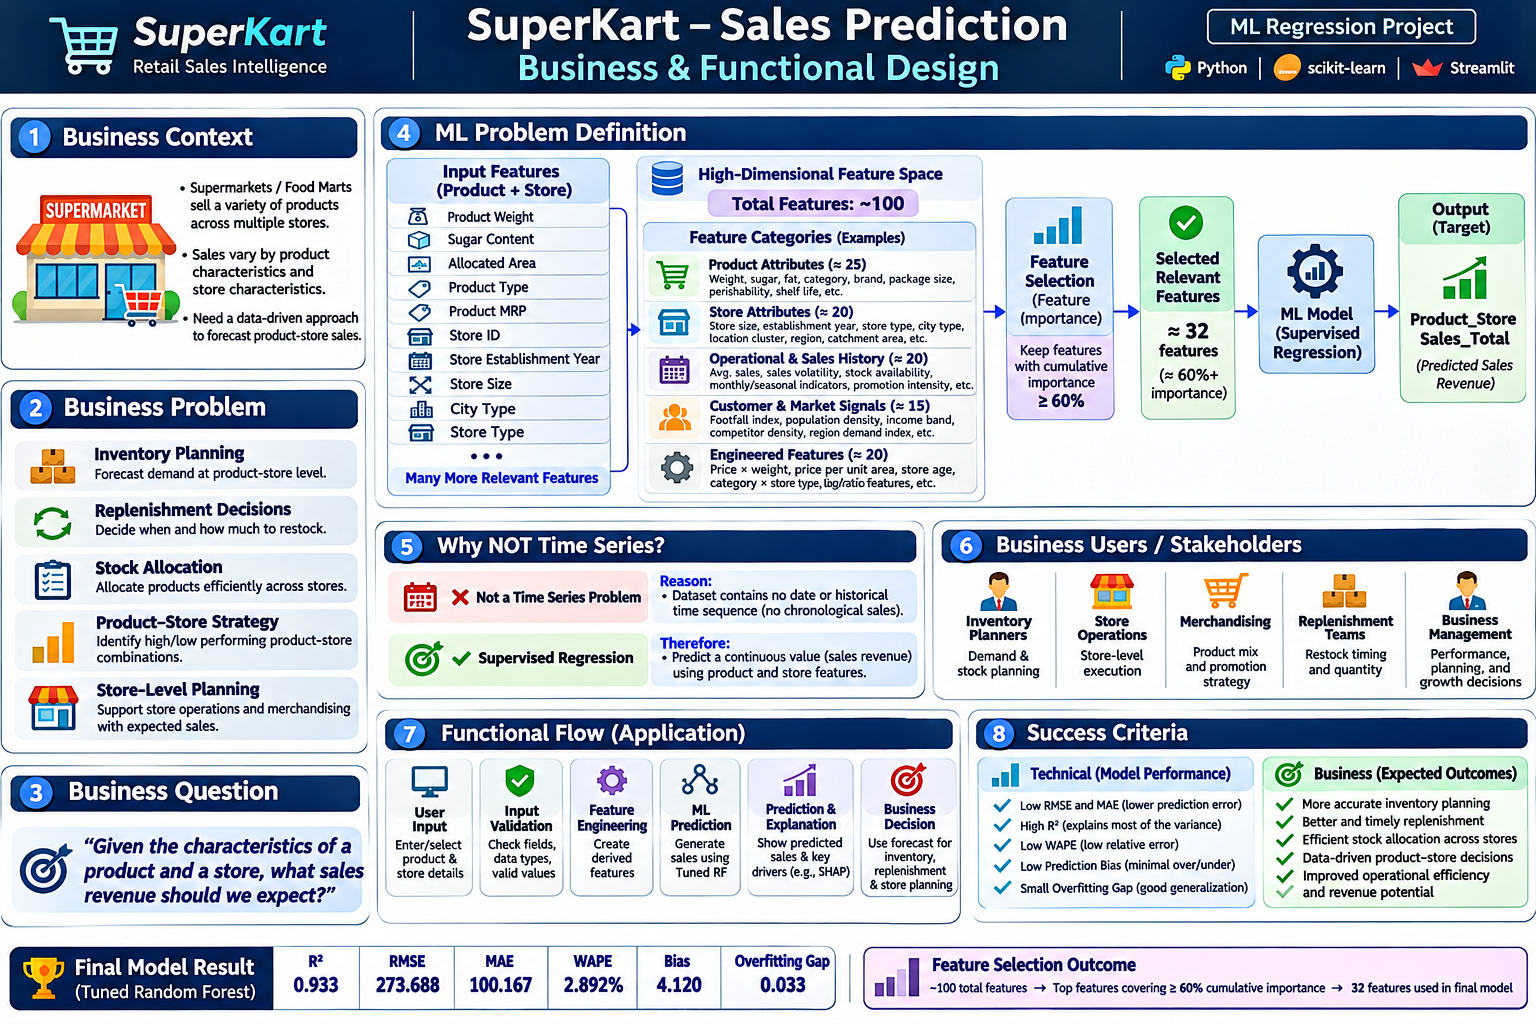 SuperKart
Retail Sales Intelligence
SuperKart – Sales Prediction
Business & Functional Design
ML Regression Project
Python | scikit-learn | Streamlit
1 Business Context
SUPERMARKET
• Supermarkets / Food Marts
sell a variety of products
across multiple stores.
• Sales vary by product
characteristics and
store characteristics.
• Need a data-driven approach
to forecast product-store sales.
2 Business Problem
Inventory Planning
Forecast demand at product-store level.
Replenishment Decisions
Decide when and how much to restock.
Stock Allocation
Allocate products efficiently across stores.
Product–Store Strategy
Identify high/low performing product-store
combinations.
Store-Level Planning
Support store operations and merchandising
with expected sales.
3 Business Question
“Given the characteristics of a
product and a store, what sales
revenue should we expect?”
4 ML Problem Definition
Input Features
(Product + Store)
Product Weight
Sugar Content
Allocated Area
Product Type
Product MRP
Store ID
Store Establishment Year
Store Size
City Type
Store Type
• • •
Many More Relevant Features
High-Dimensional Feature Space
Total Features: ~100
Feature Categories (Examples)
Product Attributes (≈ 25)
Weight, sugar, fat, category, brand, package size,
perishability, shelf life, etc.
Store Attributes (≈ 20)
Store size, establishment year, store type, city type,
location cluster, region, catchment area, etc.
Operational & Sales History (≈ 20)
Avg. sales, sales volatility, stock availability,
monthly/seasonal indicators, promotion intensity, etc.
Customer & Market Signals (≈ 15)
Footfall index, population density, income band,
competitor density, region demand index, etc.
Engineered Features (≈ 20)
Price × weight, price per unit area, store age,
category × store type, log/ratio features, etc.
Feature
Selection
(Feature
(mportance)
Keep features
with cumulative
importance
≥ 60%
Selected
Relevant
Features
≈ 32
features
(≈ 60%+
importance)
ML Model
(Supervised
Regression)
Output
(Target)
Product_Store
Sales_Total
(Predicted Sales
Revenue)
5 Why NOT Time Series?
Not a Time Series Problem
Reason:
• Dataset contains no date or historical
time sequence (no chronological sales).
Supervised Regression
Therefore:
• Predict a continuous value (sales revenue)
using product and store features.
6 Business Users / Stakeholders
Inventory
Planners
Demand &
stock planning
Store
Operations
Store-level
execution
Merchandising
Product mix
and promotion
strategy
Replenishment
Teams
Restock timing
and quantity
Business
Management
Performance,
planning, and
growth decisions
7 Functional Flow (Application)
User
Input
Enter/select
product &
store details
Input
Validation
Check fields,
data types,
valid values
Feature
Engineering
Create
derived
features
ML
Prediction
Generate
sales using
Tuned RF
Prediction &
Explanation
Show predicted
sales & key
drivers (e.g., SHAP)
Business
Decision
Use forecast for
inventory,
replenishment
& store planning
8 Success Criteria
Technical (Model Performance)
Low RMSE and MAE (lower prediction error)
High R² (explains most of the variance)
Low WAPE (low relative error)
Low Prediction Bias (minimal over/under)
Small Overfitting Gap (good generalization)
Business (Expected Outcomes)
More accurate inventory planning
Better and timely replenishment
Efficient stock allocation across stores
Data-driven product-store decisions
Improved operational efficiency
and revenue potential
Final Model Result
(Tuned Random Forest)
R²
0.933
RMSE
273.688
MAE
100.167
WAPE
2.892%
Bias
4.120
Overfitting Gap
0.033
Feature Selection Outcome
~100 total features → Top features covering ≥ 60% cumulative importance → 32 features used in final model